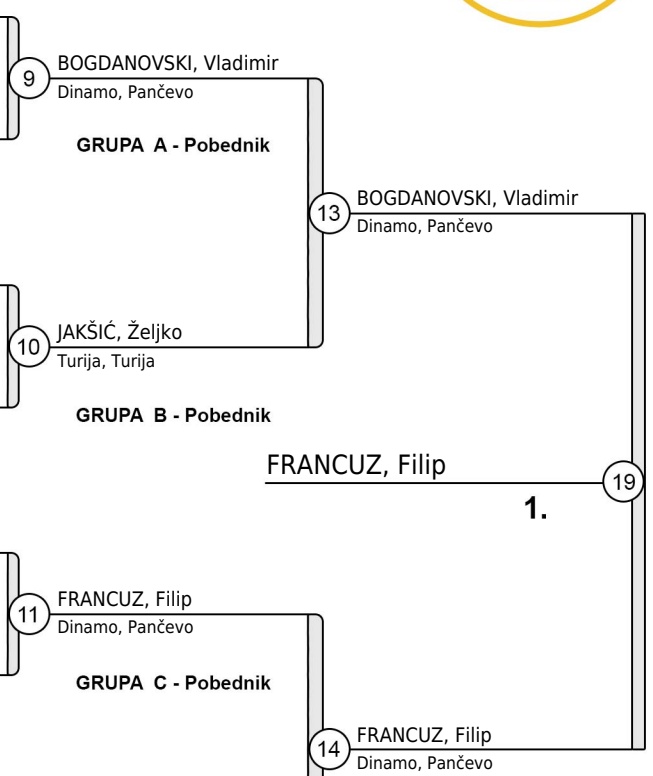 9
BOGDANOVSKI, Vladimir
Dinamo, Pančevo
GRUPA A - Pobednik
13
BOGDANOVSKI, Vladimir
Dinamo, Pančevo
10
JAKŠIĆ, Željko
Turija, Turija
GRUPA B - Pobednik
FRANCUZ, Filip
19
1.
11
FRANCUZ, Filip
Dinamo, Pančevo
GRUPA C - Pobednik
14
FRANCUZ, Filip
Dinamo, Pančevo